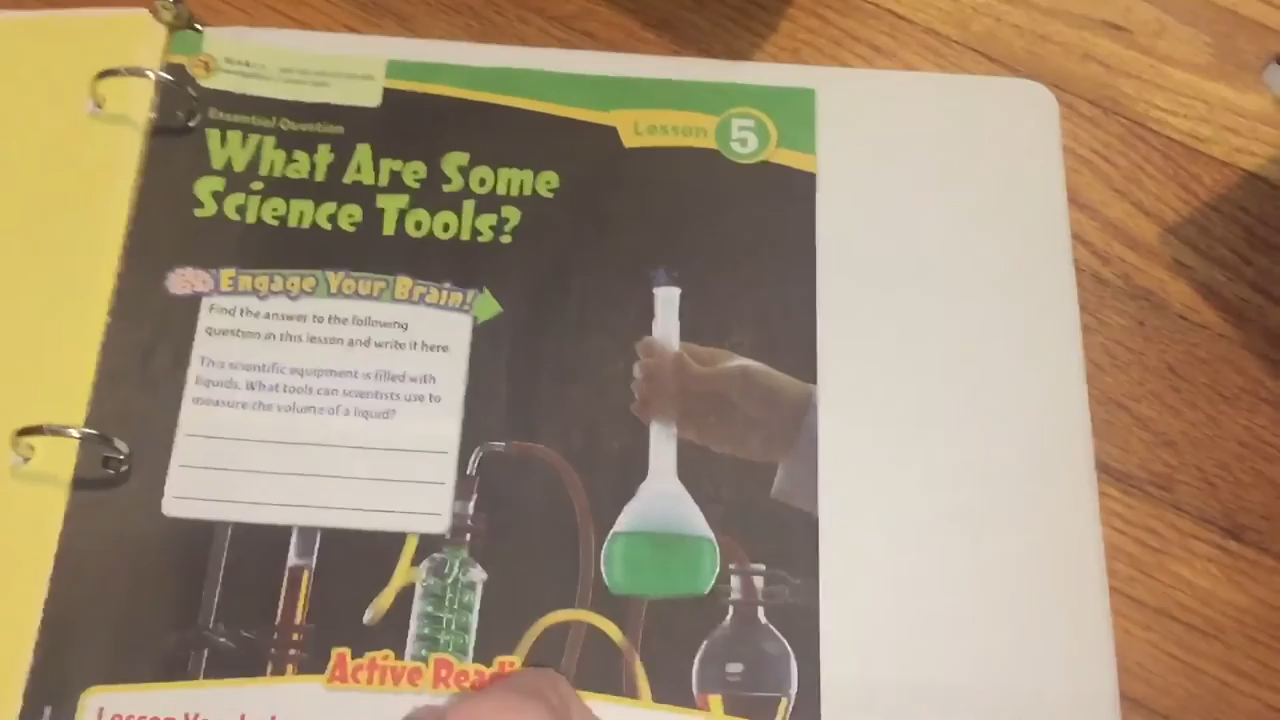 Essential Question
Lesson 5
What Are Some
Science Tools?
Engage Your Brain!
Find the answer to the following
question in this lesson and write it here.
This scientific equipment is filled with
liquids. What tools can scientists use to
measure the volume of a liquid?
Active
Lesson